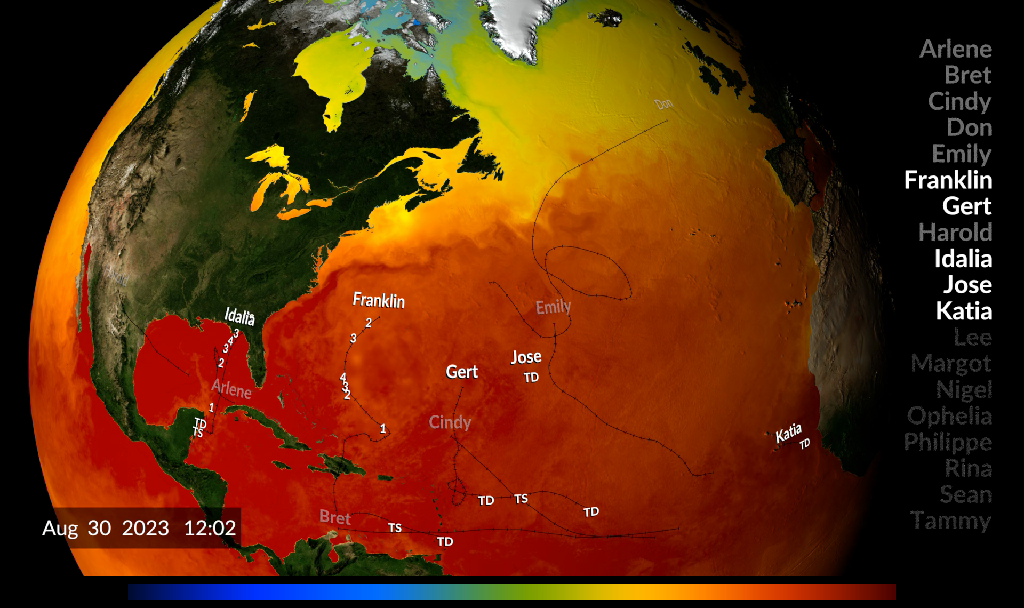 Arlene
Bret
Cindy
Don
Emily
Franklin
Gert
Harold
Idalia
Jose
Katia
Lee
Margot
Nigel
Ophelia
Philippe
Rina
Sean
Tammy
Don
Franklin
2
3
4
3
2
1
Idalia
3
4
3
2
Arlene
1
TD
TS
Emily
Jose
TD
Gert
Cindy
TD
TS
TD
Katia
TD
Bret
TS
TD
Aug 30 2023 12:02